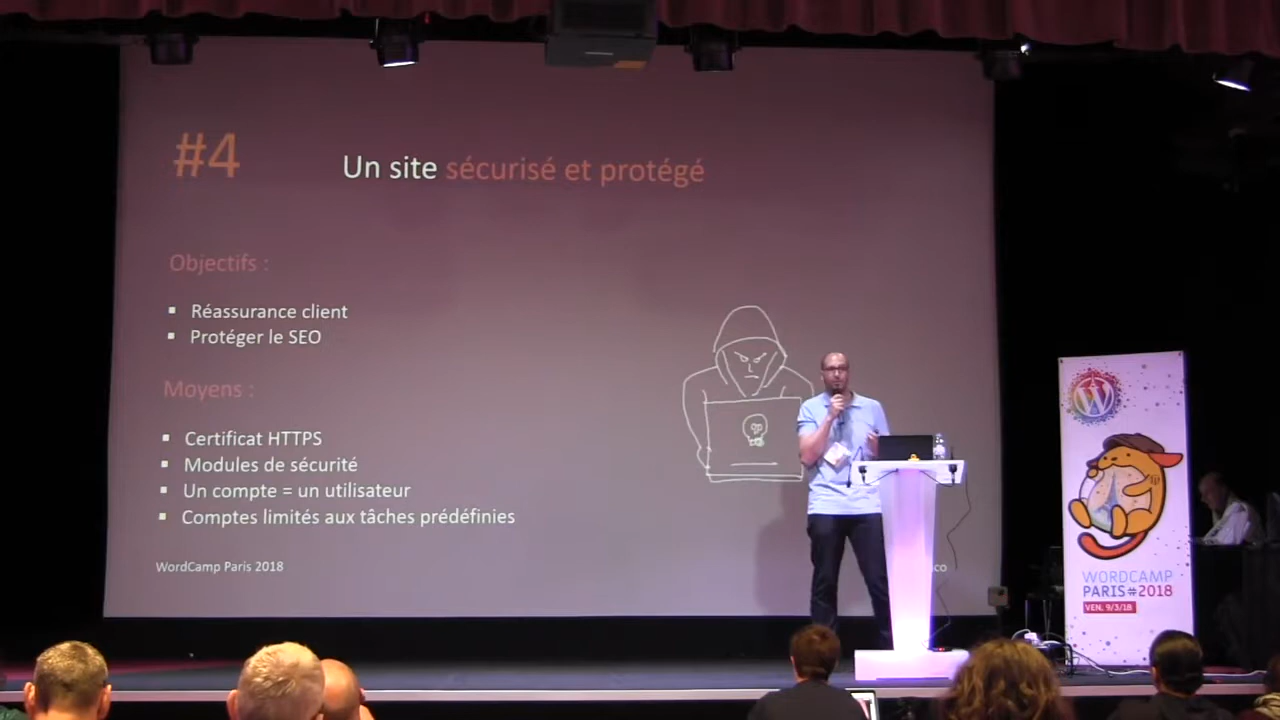 #4
Un site sécurisé et protégé
Objectifs :
Réassurance client
Protéger le SEO
Moyens :
Certificat HTTPS
Modules de sécurité
Un compte = un utilisateur
Comptes limités aux tâches prédéfinies
WordCamp Paris 2018
WORDCAMP
PARIS#2018
VEN. 9/3/18